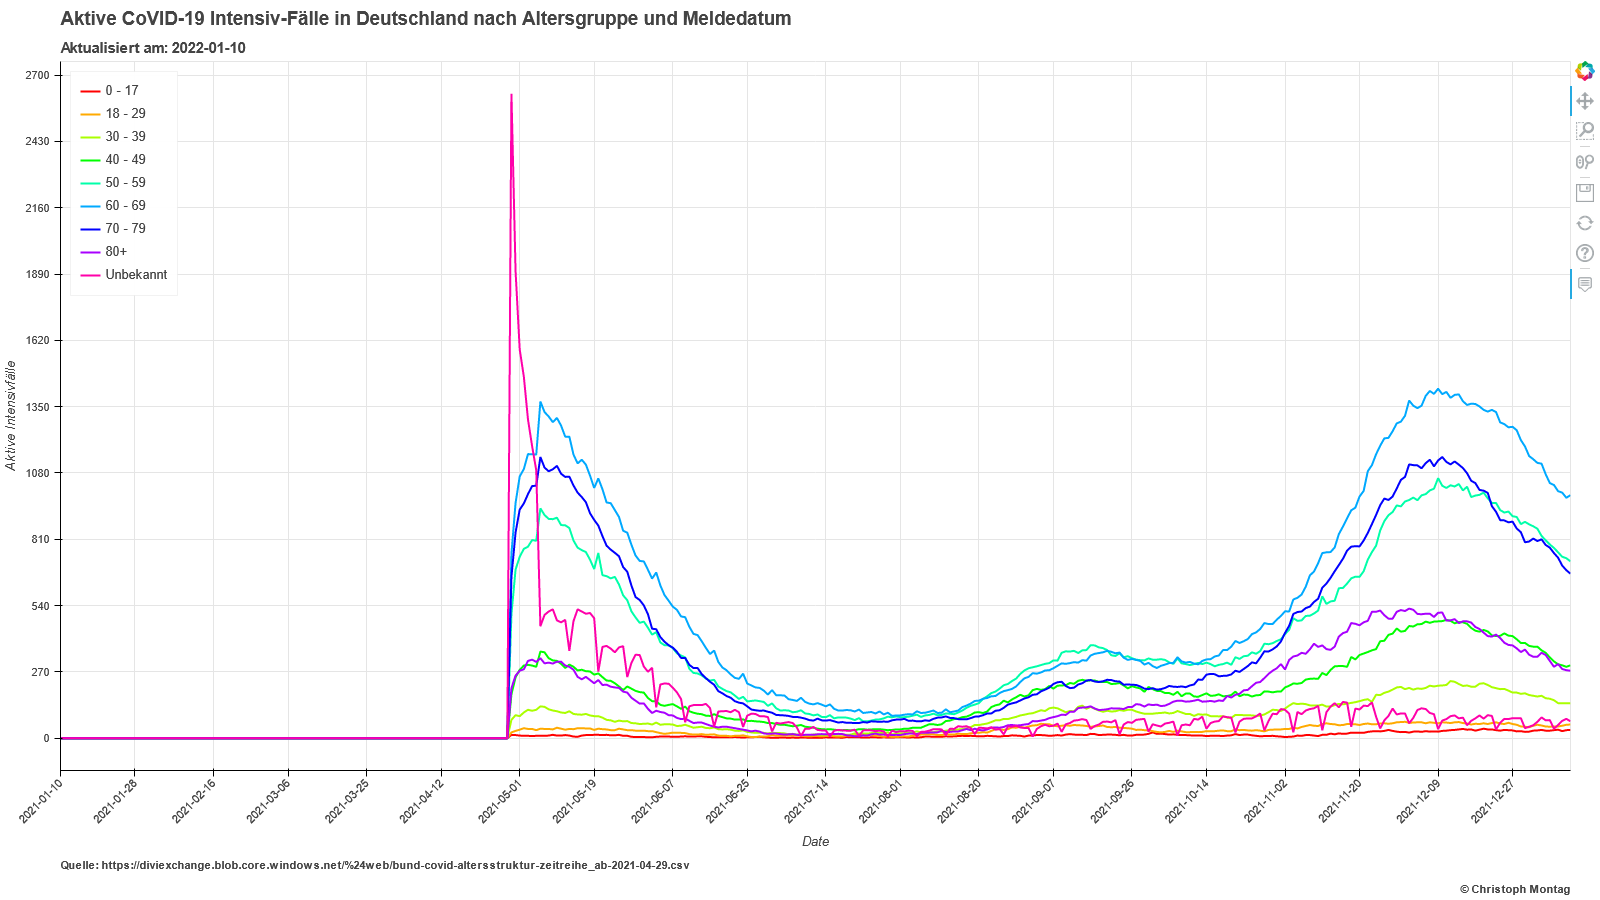 Aktive CoVID-19 Intensiv-Fälle in Deutschland nach Altersgruppe und Meldedatum
Aktualisiert am: 2022-01-10
0 - 17
18 - 29
30 - 39
40 - 49
50 - 59
60 - 69
70 - 79
80+
Unbekannt
2700
2430
2160
1890
1620
1350
1080
810
540
270
0
Aktive Intensivfälle
2021-01-10
2021-01-28
2021-02-16
2021-03-06
2021-03-25
2021-04-12
2021-05-01
2021-05-19
2021-06-07
2021-06-25
2021-07-14
2021-08-01
2021-08-20
2021-09-07
2021-09-26
2021-10-14
2021-11-02
2021-11-20
2021-12-09
2021-12-27
Date
Quelle: https://diviexchange.blob.core.windows.net/%24web/bund-covid-altersstruktur-zeitreihe_ab-2021-04-29.csv
© Christoph Montag